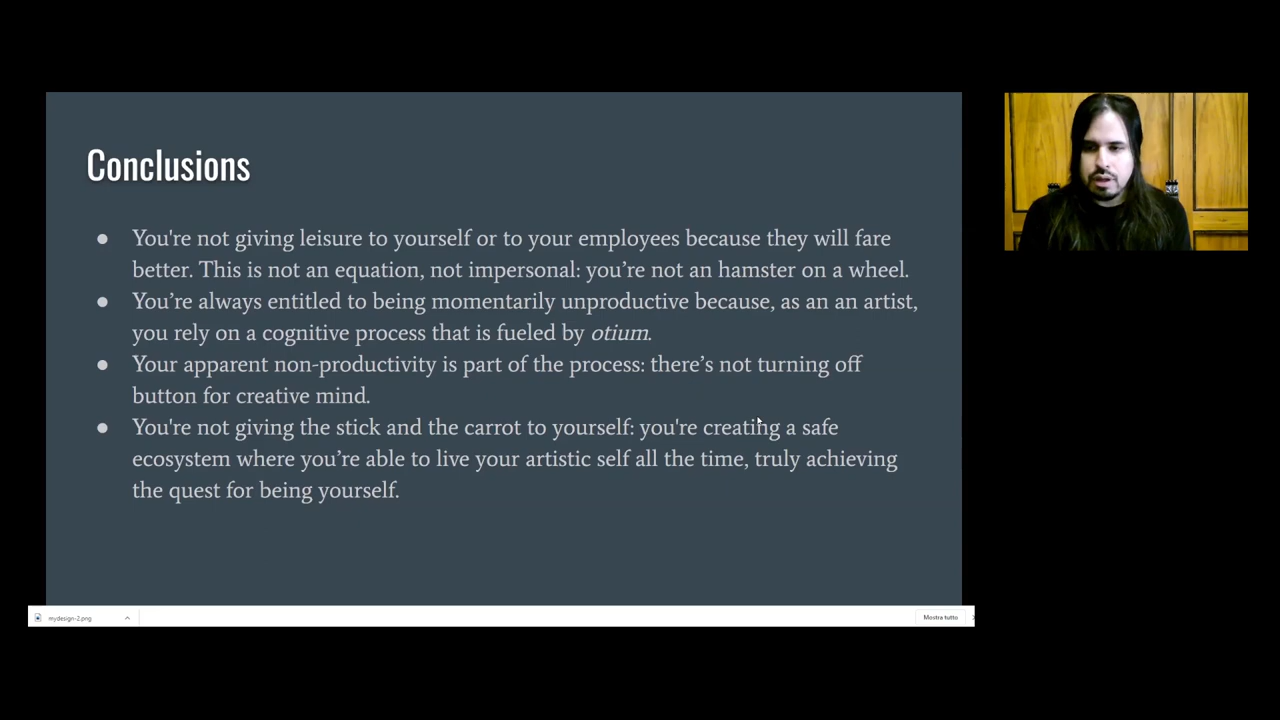 Conclusions
● You're not giving leisure to yourself or to your employees because they will fare
better. This is not an equation, not impersonal: you’re not an hamster on a wheel.
● You’re always entitled to being momentarily unproductive because, as an an artist,
you rely on a cognitive process that is fueled by otium.
● Your apparent non-productivity is part of the process: there’s not turning off
button for creative mind.
● You're not giving the stick and the carrot to yourself: you're creating a safe
ecosystem where you’re able to live your artistic self all the time, truly achieving
the quest for being yourself.
mydesign-2.png
Mostra tutto